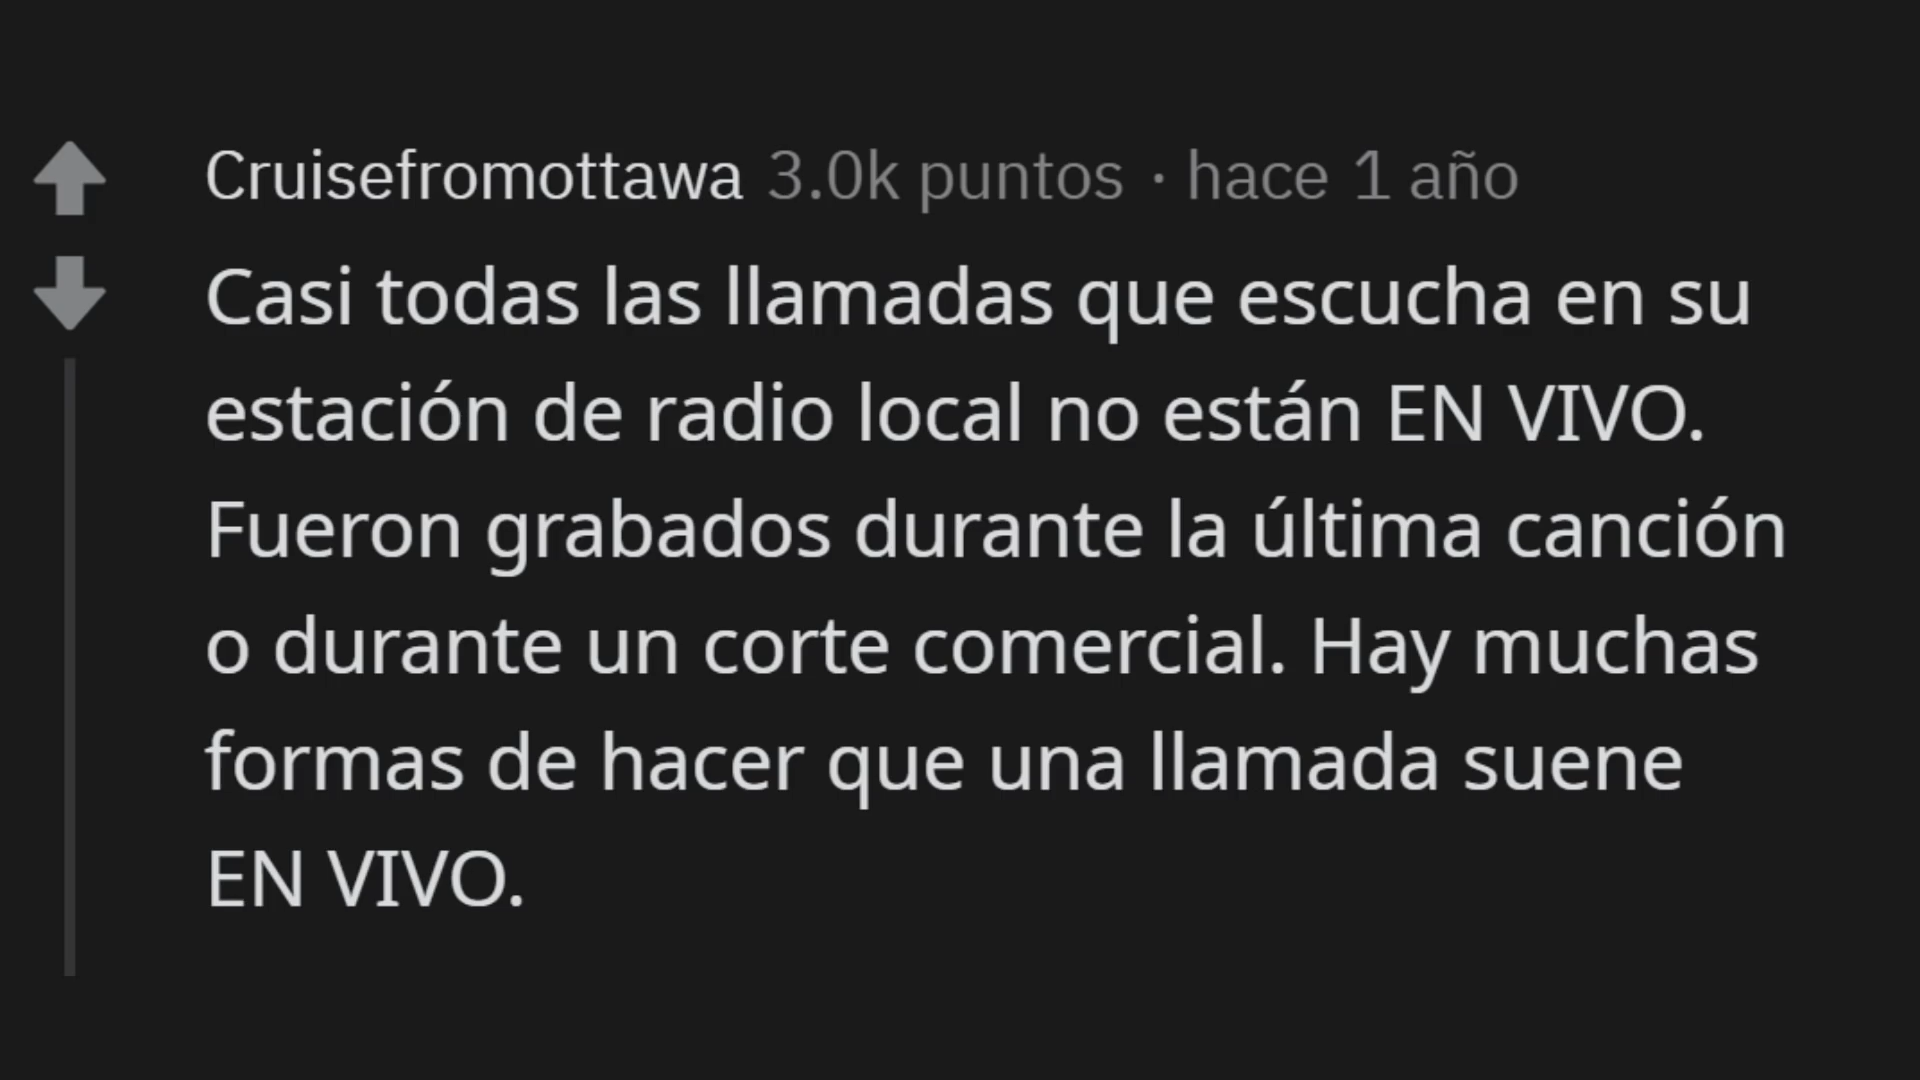 Cruisefromottawa 3.0k puntos · hace 1 año
Casi todas las llamadas que escucha en su
estación de radio local no están EN VIVO.
Fueron grabados durante la última canción
o durante un corte comercial. Hay muchas
formas de hacer que una llamada suene
EN VIVO.